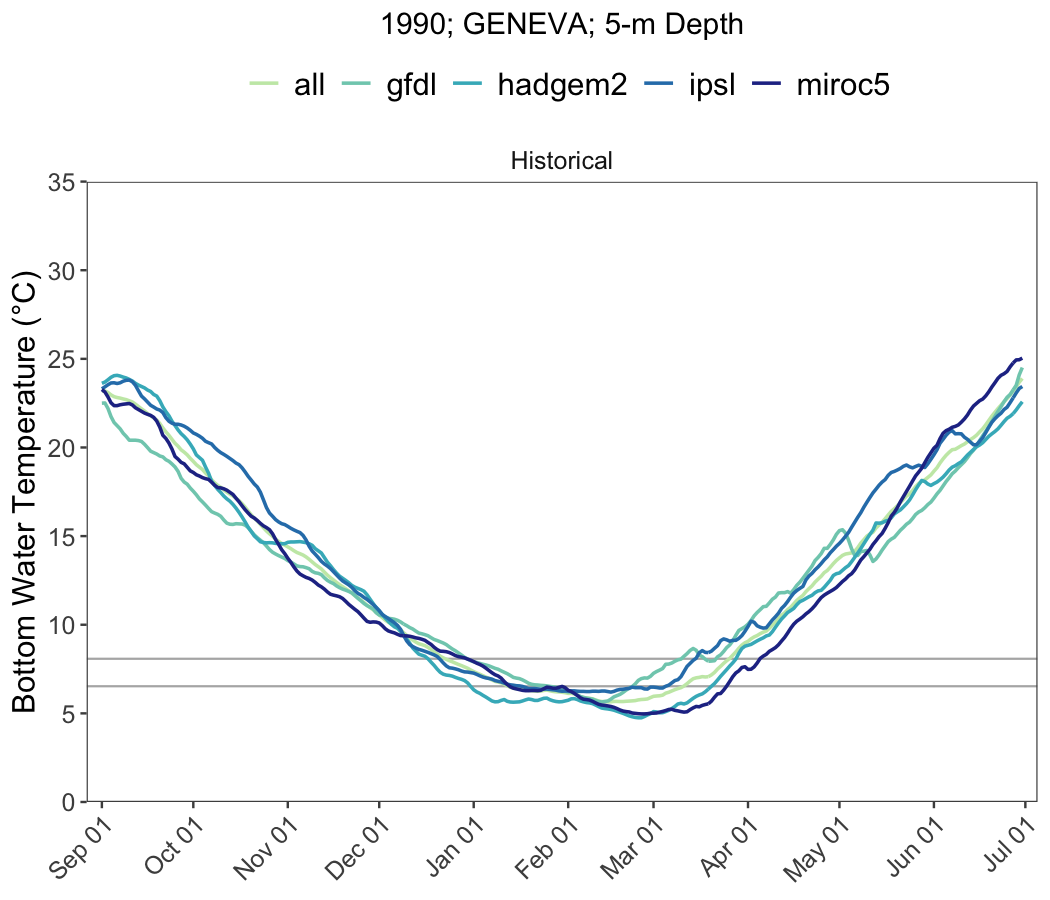 1990; GENEVA; 5-m Depth
all gfdl hadgem2 ipsl miroc5
Historical
Bottom Water Temperature (°C)
35
30
25
20
15
10
5
0
Sep 01 Oct 01 Nov 01 Dec 01 Jan 01 Feb 01 Mar 01 Apr 01 May 01 Jun 01 Jul 01